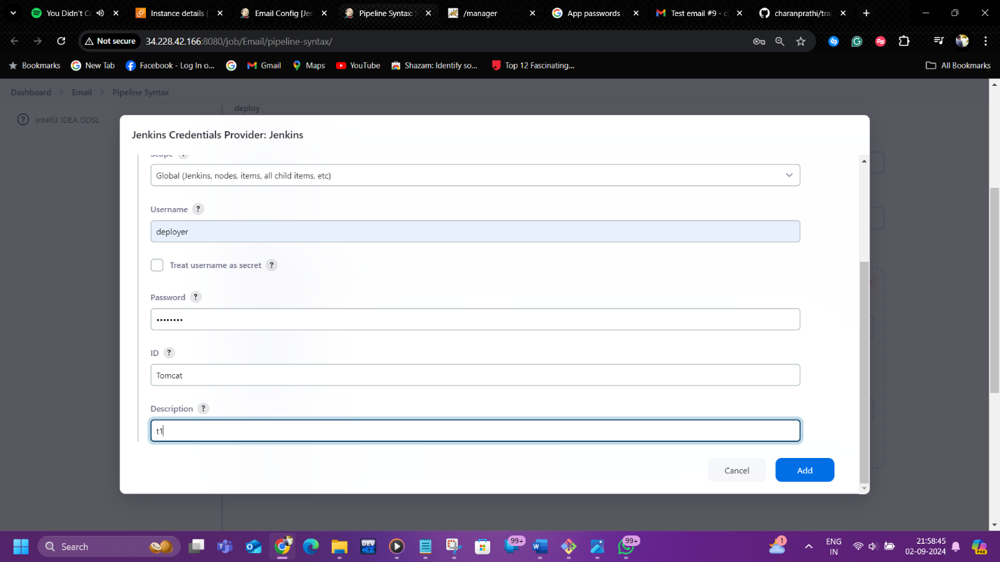 You Didn't C
Instance details |
Email Config [Jen
Pipeline Syntax:
/manager
App passwords
Test email #9 - c
charanprathi/tra
Not secure
34.228.42.166:8080/job/Email/pipeline-syntax/
Bookmarks
New Tab
Facebook - Log In o...
Gmail
Maps
YouTube
Shazam: Identify so...
Top 12 Fascinating...
All Bookmarks
Dashboard > Email > Pipeline Syntax
deploy
? IntelliJ IDEA GDSL
Jenkins Credentials Provider: Jenkins
Scope ?
Global (Jenkins, nodes, items, all child items, etc)
Username ?
deployer
Treat username as secret ?
Password ?
••••••••
ID ?
Tomcat
Description ?
t1
Cancel
Add
Search
DEV
99+
99+
1
PRE
ENG
IN
21:58:45
02-09-2024